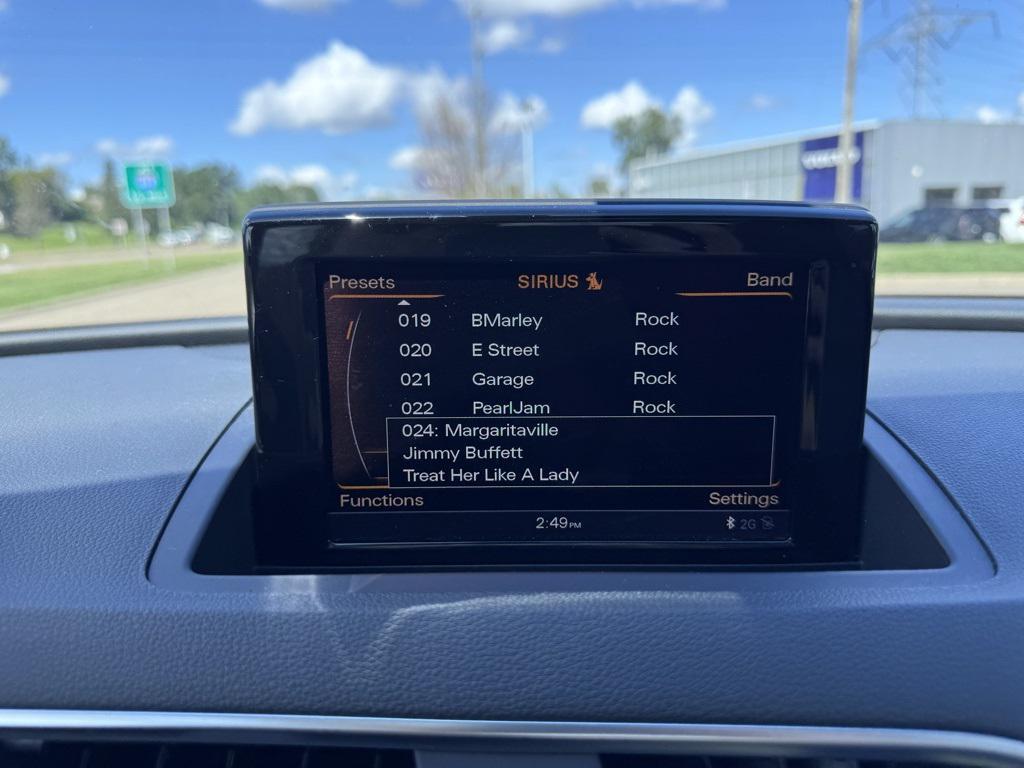 Presets SIRIUS Band
019 BMarley Rock
020 E Street Rock
021 Garage Rock
022 PearlJam Rock
024: Margaritaville
Jimmy Buffett
Treat Her Like A Lady
Functions Settings
2:49PM 2G